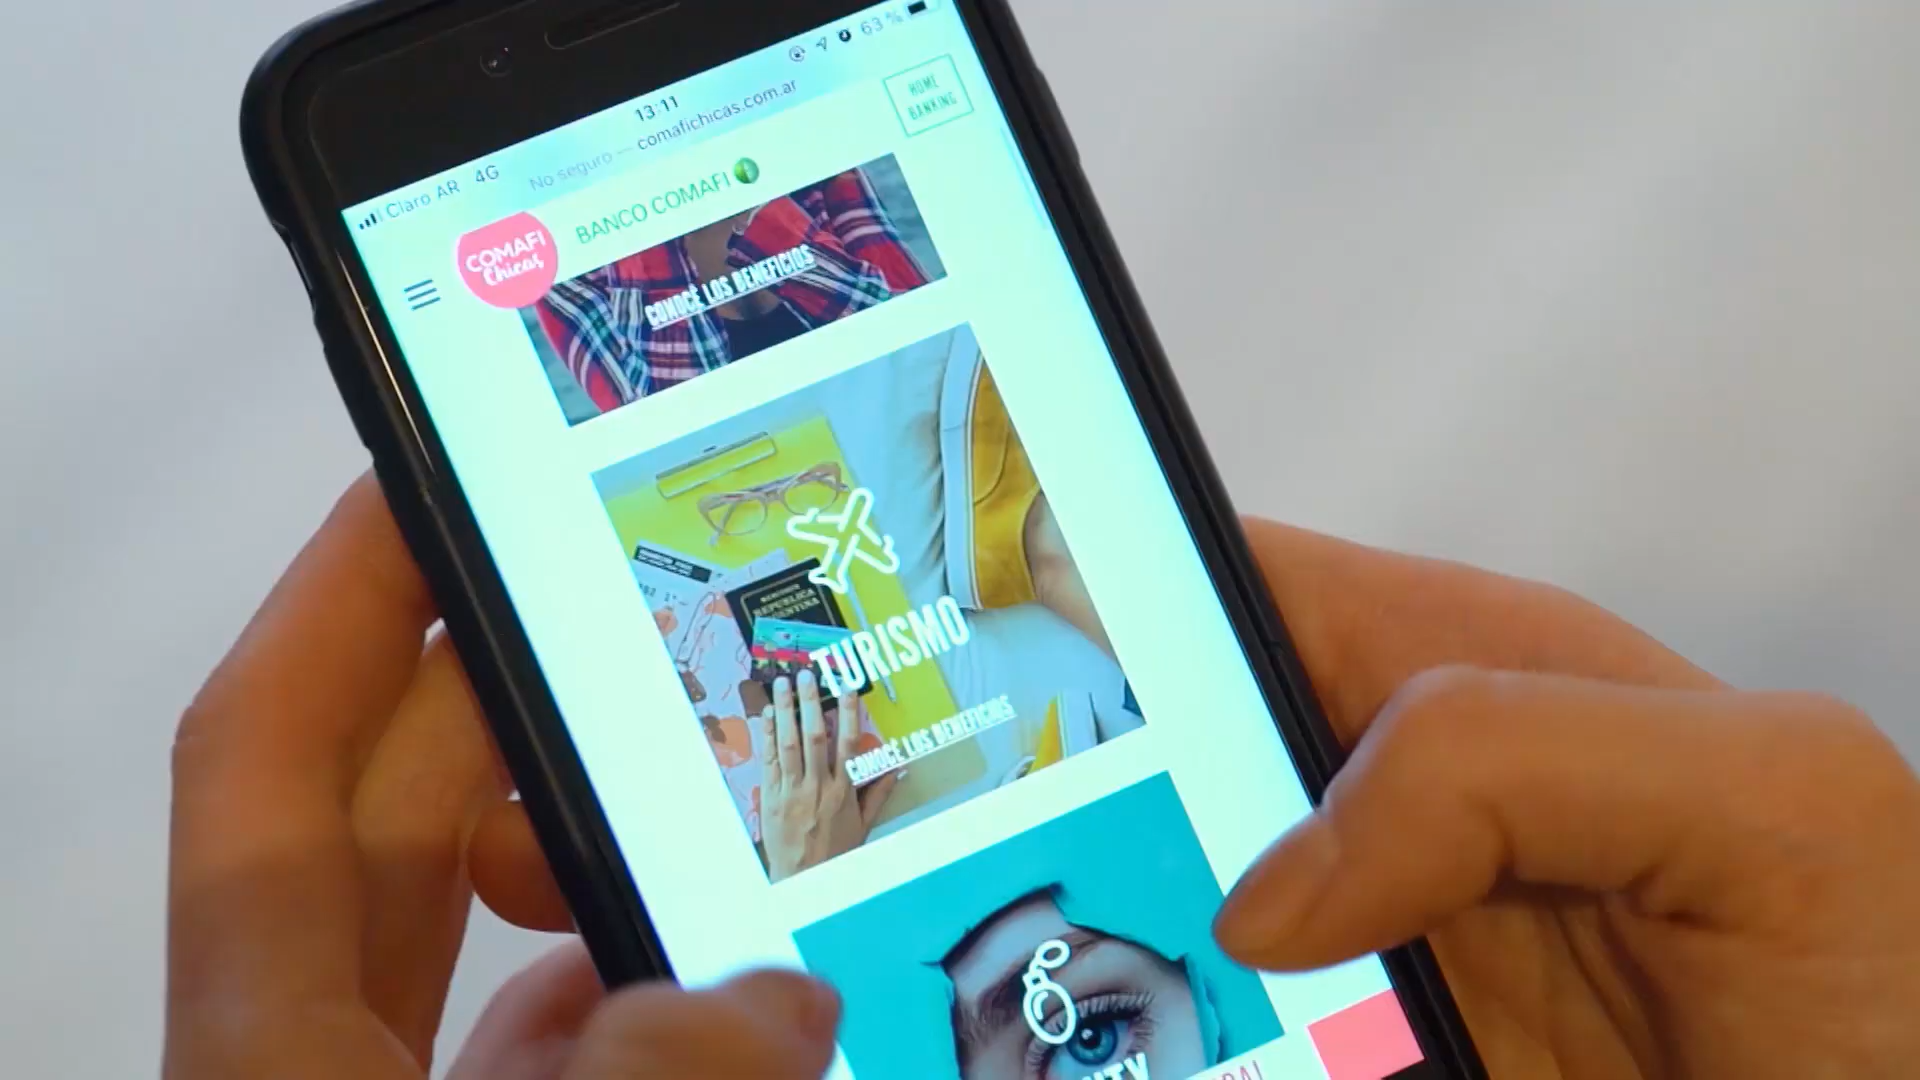 13:11
63 %
Claro AR 4G
No seguro — comafichicas.com.ar
HOME
BANKING
COMAFI
Chicas
BANCO COMAFI
CONOCÉ LOS BENEFICIOS
REPÚBLICA
TURISMO
CONOCÉ LOS BENEFICIOS